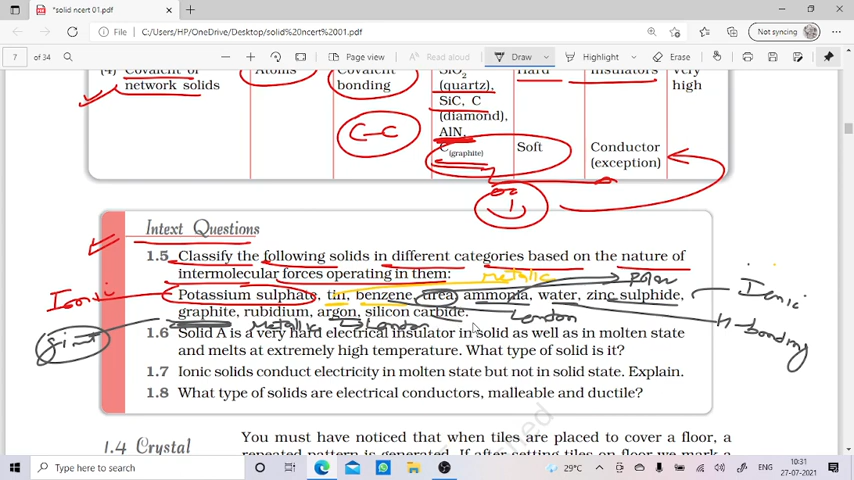 solid ncert 001.pdf
C:/Users/HP/OneDrive/Desktop/solid%20ncert%2001.pdf
Not syncing
7 of 34
Page view
Read aloud
Draw
Highlight
Erase
(4) Covalent or Atoms Covalent SiO2 Hard Insulators Very
network solids bonding (quartz), high
SiC, C
(diamond),
C-C
AlN,
C(graphite) Soft Conductor
(exception)
Intext Questions
1.5 Classify the following solids in different categories based on the nature of
intermolecular forces operating in them:
metallic
Polar
Ionic
Potassium sulphate, tin, benzene, urea, ammonia, water, zinc sulphide,
Ionic
graphite, rubidium, argon, silicon carbide.
London
metallic
London
H-bonding
giant
1.6 Solid A is a very hard electrical insulator in solid as well as in molten state
and melts at extremely high temperature. What type of solid is it?
1.7 Ionic solids conduct electricity in molten state but not in solid state. Explain.
1.8 What type of solids are electrical conductors, malleable and ductile?
1.4 Crystal
You must have noticed that when tiles are placed to cover a floor, a
Type here to search
29°C
ENG
10:31
27-07-2021